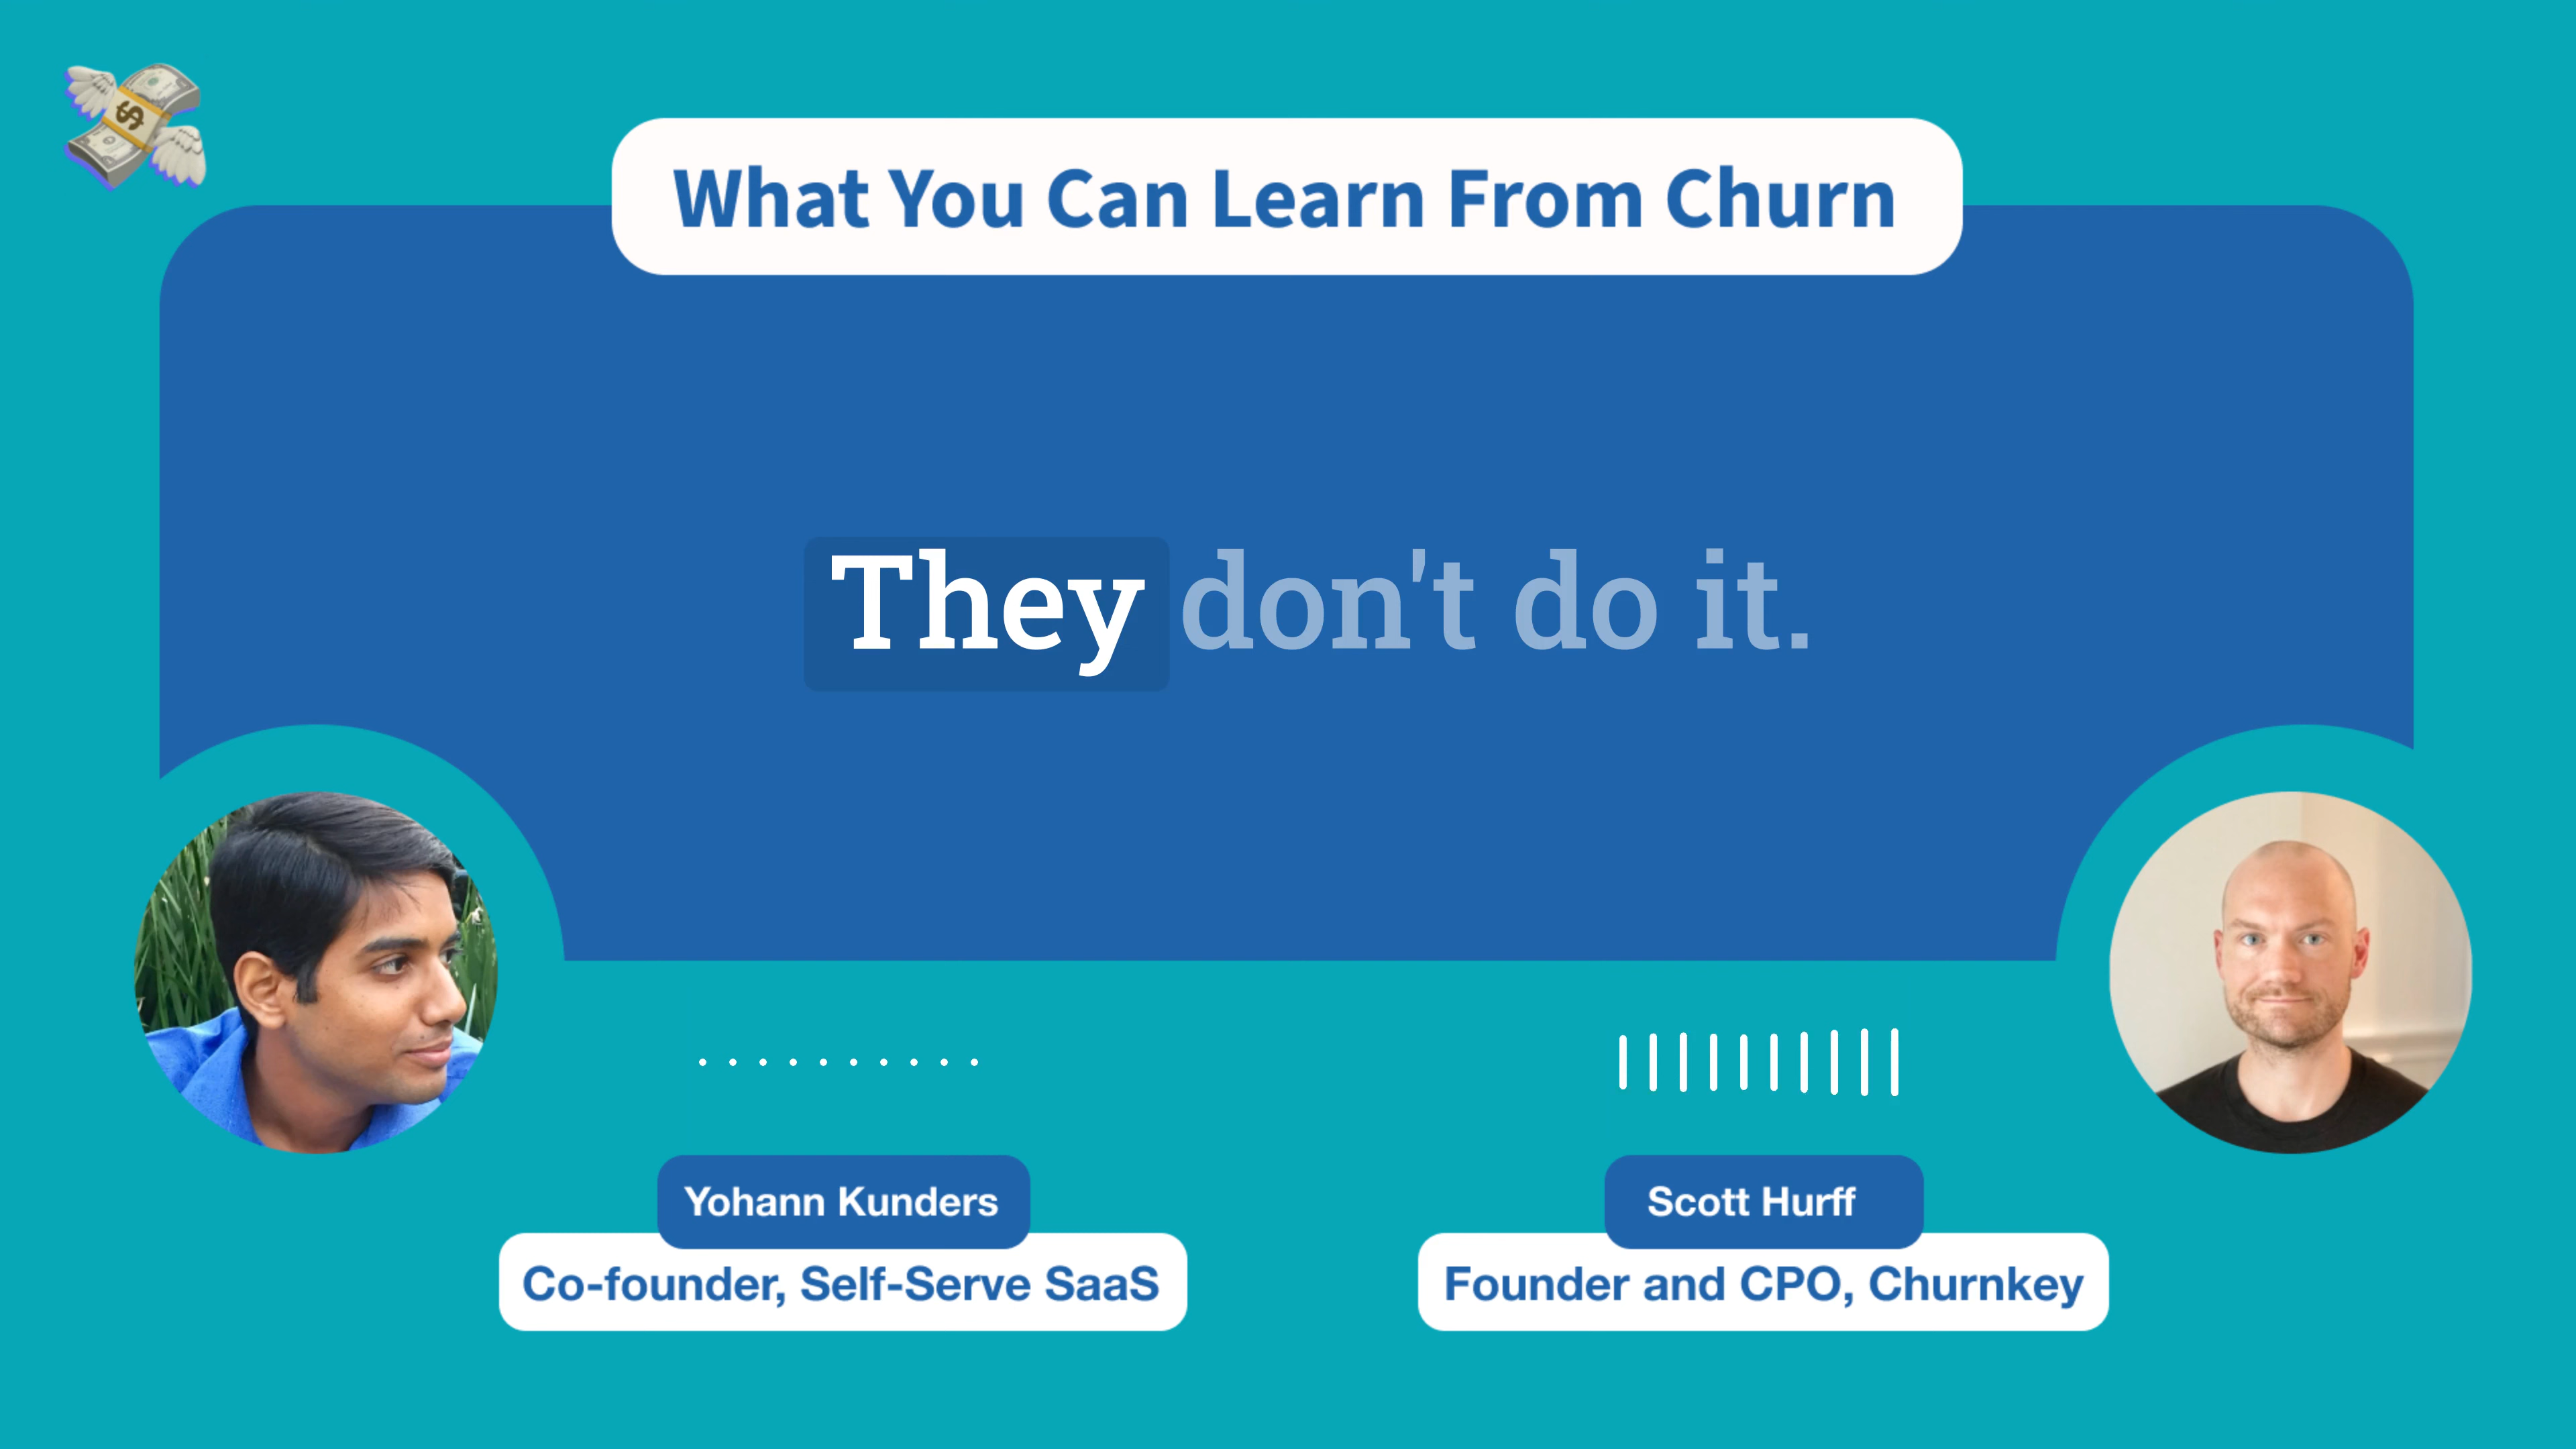 What You Can Learn From Churn
They don't do it.
Yohann Kunders
Co-founder, Self-Serve SaaS
Scott Hurff
Founder and CPO, Churnkey